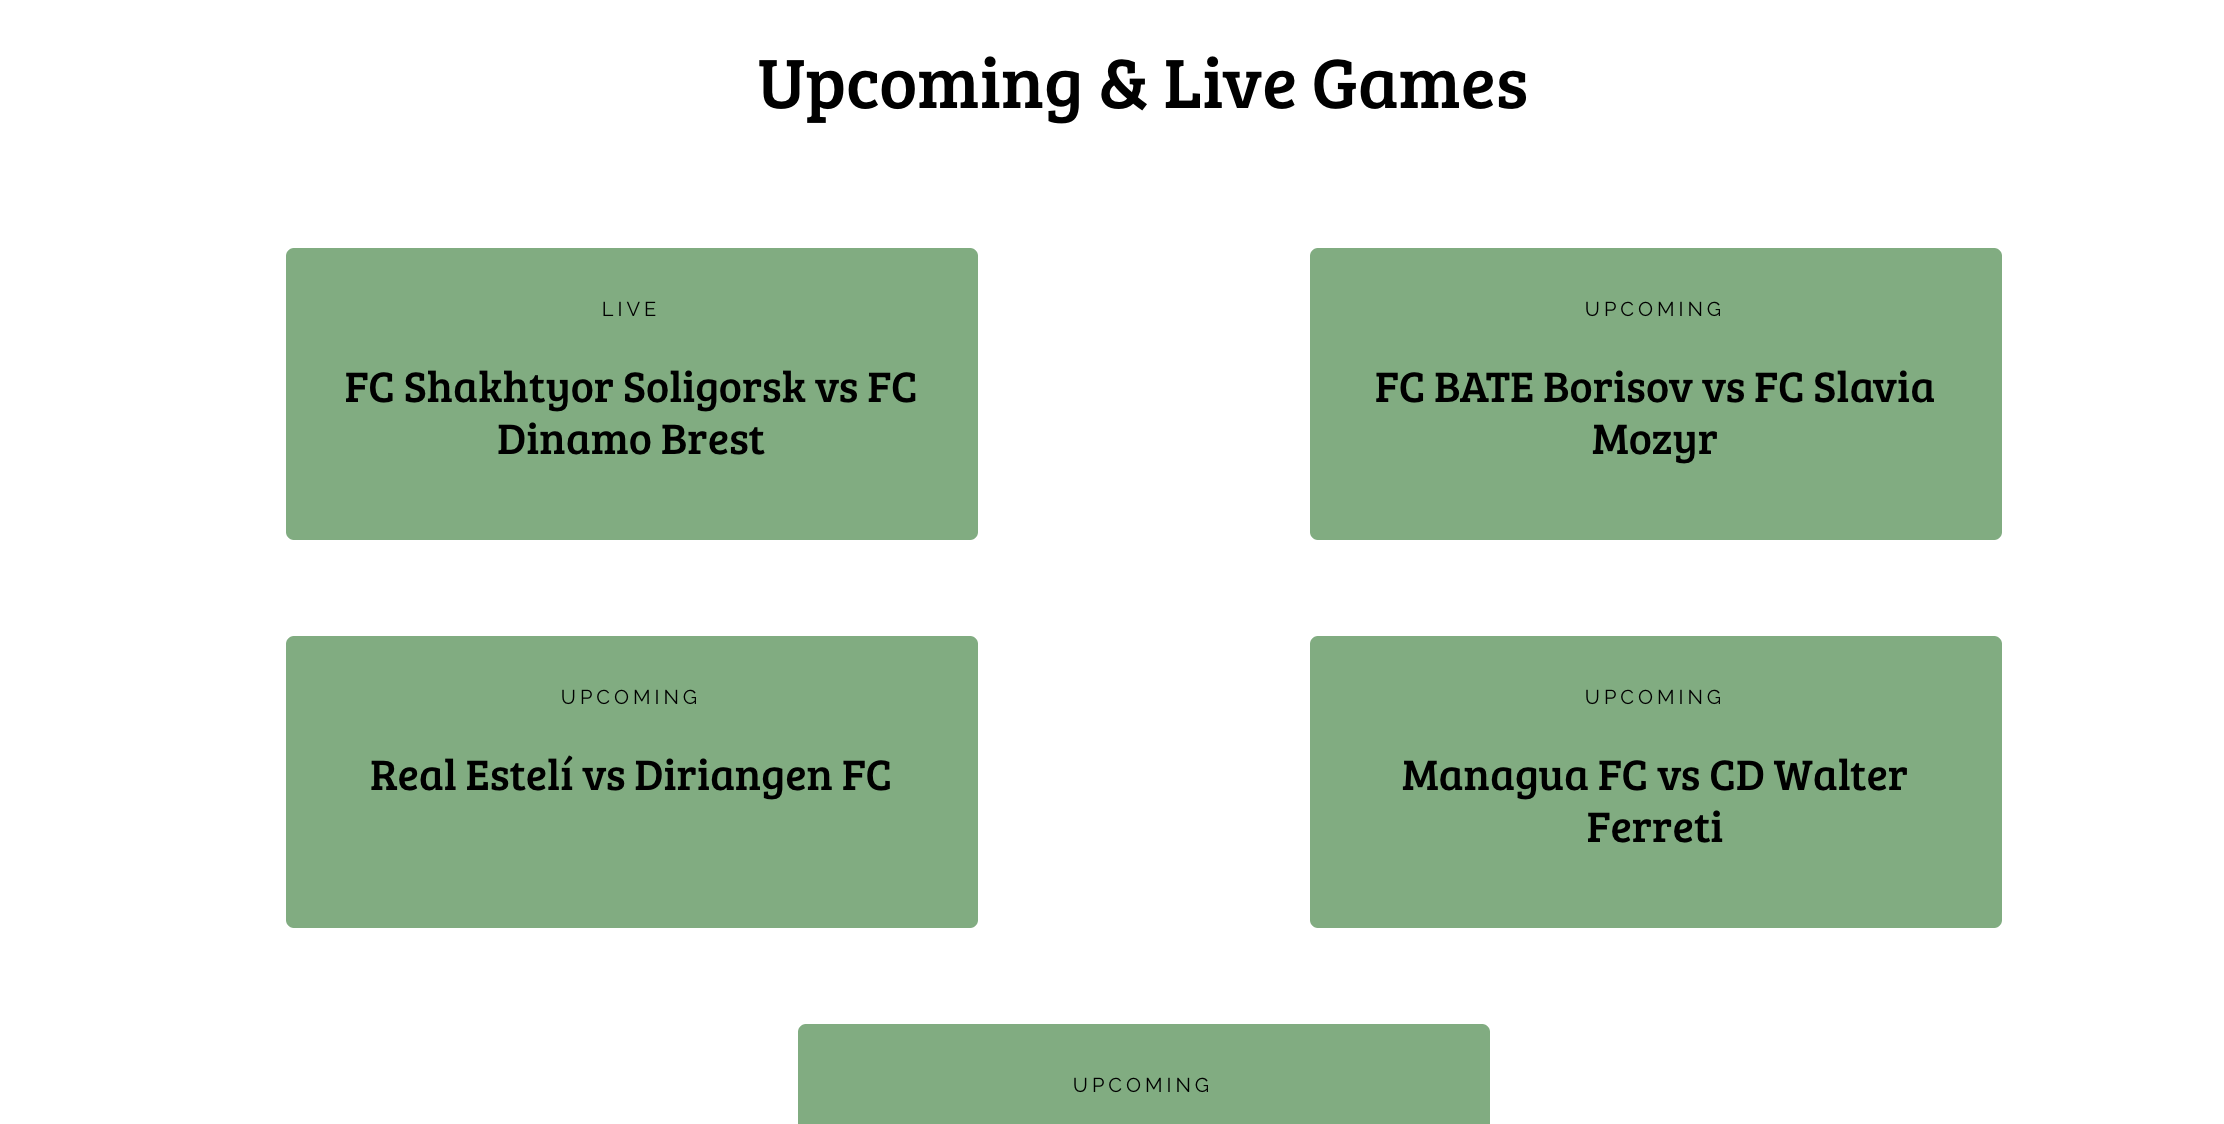 Upcoming & Live Games
LIVE
FC Shakhtyor Soligorsk vs FC
Dinamo Brest
UPCOMING
FC BATE Borisov vs FC Slavia
Mozyr
UPCOMING
Real Estelí vs Diriangen FC
UPCOMING
Managua FC vs CD Walter
Ferreti
UPCOMING